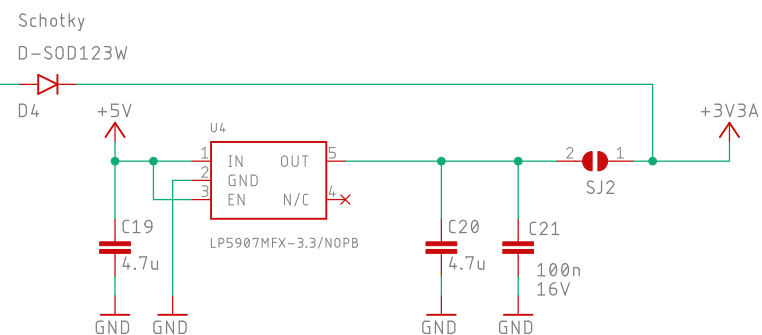 Schotky
D-SOD123W
D4
+5V
+3V3A
U4
1
IN
OUT
5
2
GND
3
EN
N/C
4
2
1
SJ2
LP5907MFX-3.3/NOPB
C19
4.7u
C20
4.7u
C21
100n
16V
GND
GND
GND
GND